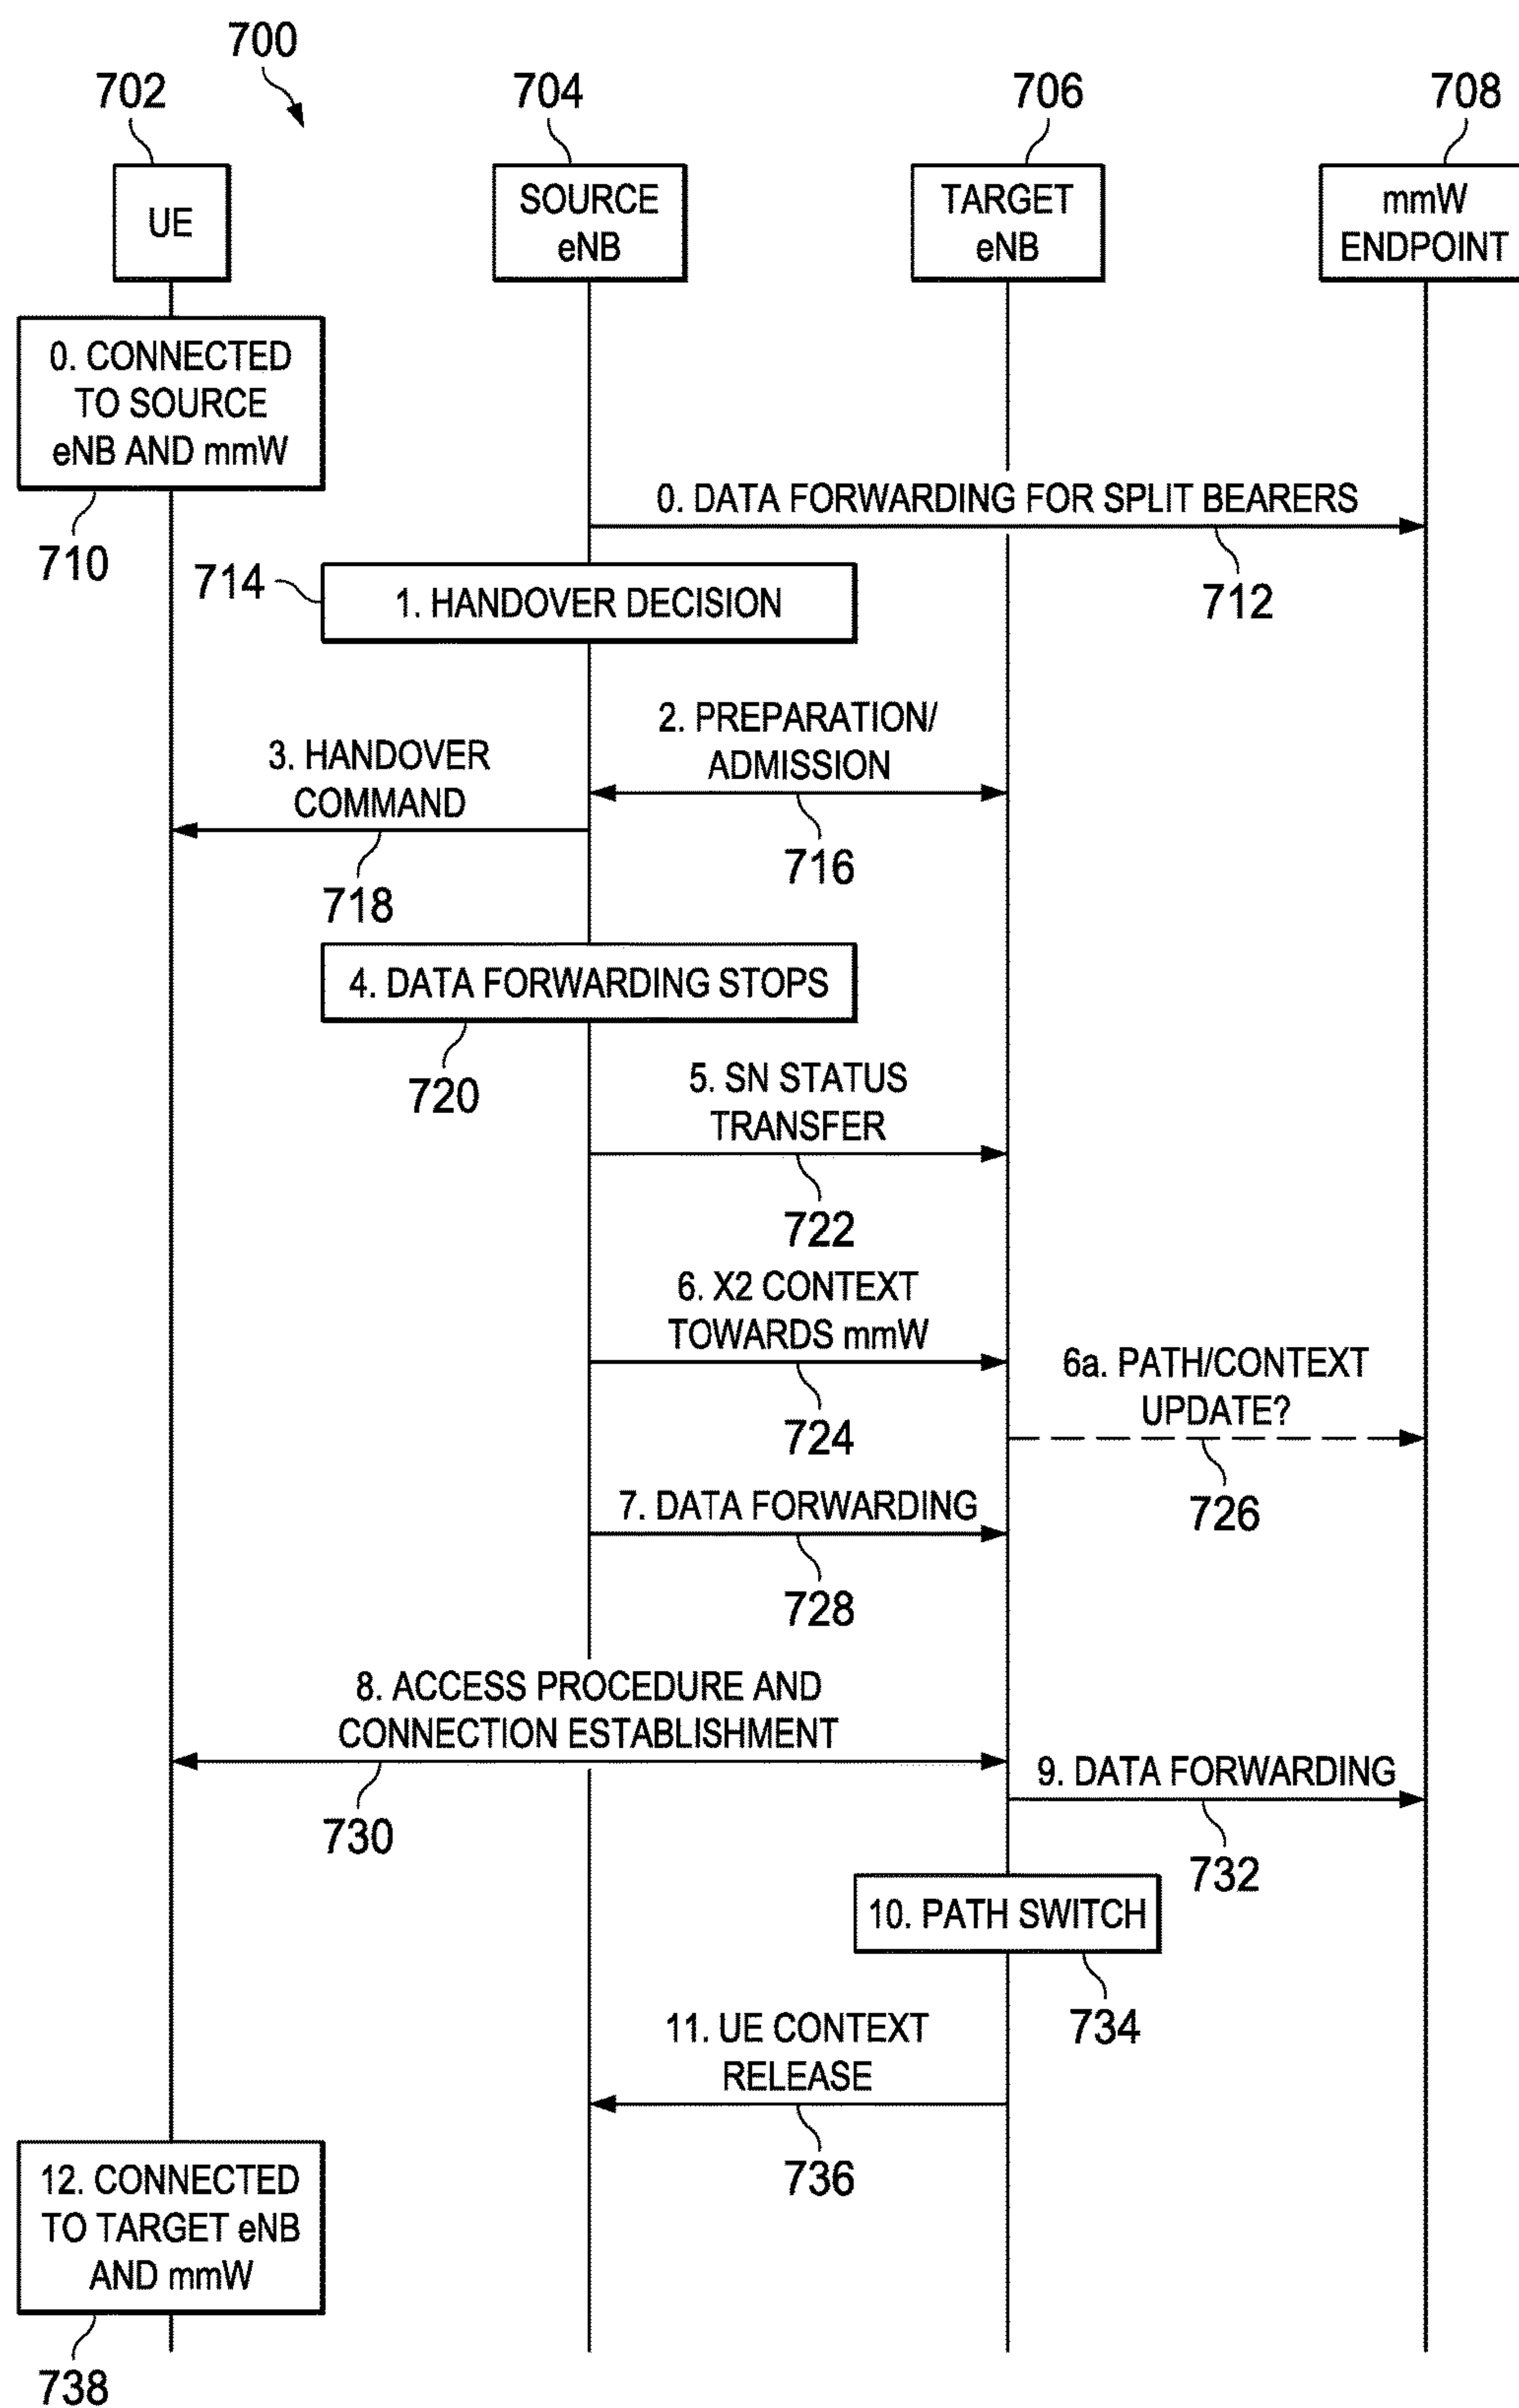 700
702
704
706
708
UE
SOURCE
eNB
TARGET
eNB
mmW
ENDPOINT
0. CONNECTED
TO SOURCE
eNB AND mmW
710
0. DATA FORWARDING FOR SPLIT BEARERS
712
714
1. HANDOVER DECISION
2. PREPARATION/
ADMISSION
716
3. HANDOVER
COMMAND
718
4. DATA FORWARDING STOPS
720
5. SN STATUS
TRANSFER
722
6. X2 CONTEXT
TOWARDS mmW
724
6a. PATH/CONTEXT
UPDATE?
726
7. DATA FORWARDING
728
8. ACCESS PROCEDURE AND
CONNECTION ESTABLISHMENT
730
9. DATA FORWARDING
732
10. PATH SWITCH
734
11. UE CONTEXT
RELEASE
736
12. CONNECTED
TO TARGET eNB
AND mmW
738